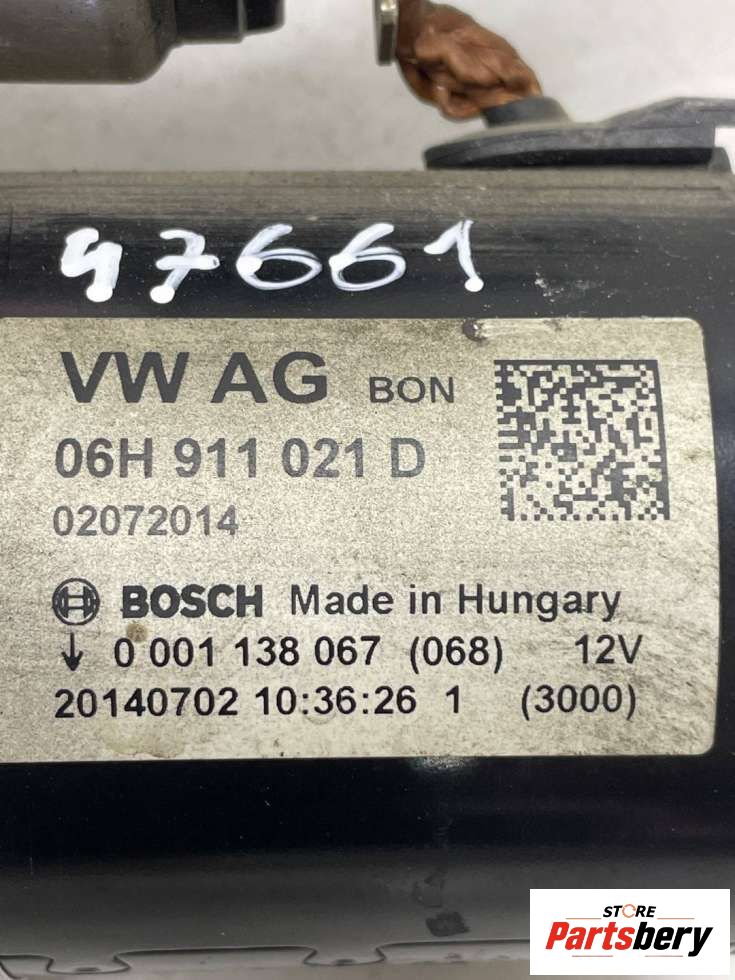 47661
VW AG BON
06H 911 021 D
02072014
BOSCH Made in Hungary
0 001 138 067 (068) 12V
20140702 10:36:26 1 (3000)
STORE
Partsbery